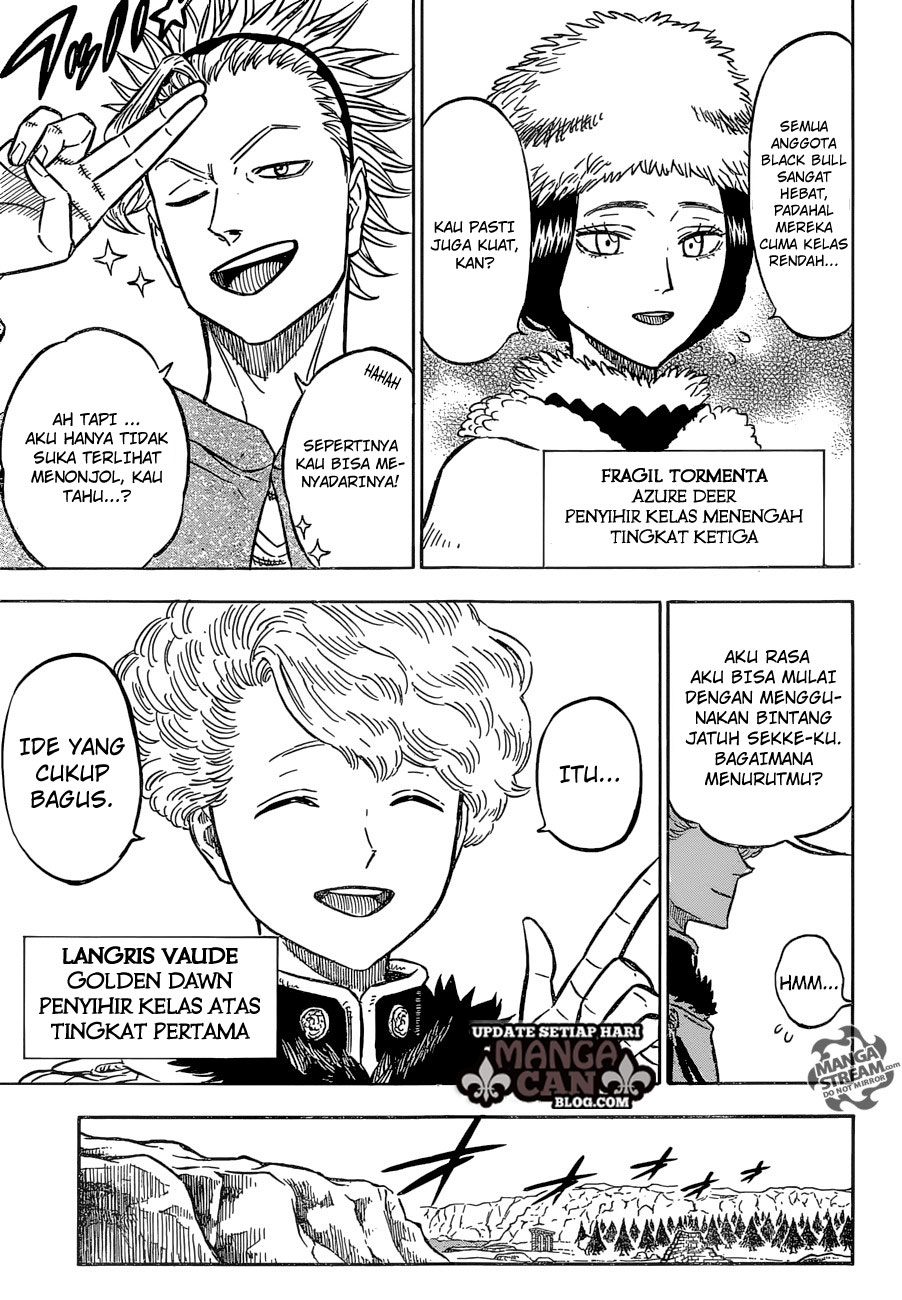 SEMUA
ANGGOTA
BLACK BULL
SANGAT
HEBAT,
PADAHAL
MEREKA
CUMA KELAS
RENDAH...
KAU PASTI
JUGA KUAT,
KAN?
FRAGIL TORMENTA
AZURE DEER
PENYIHIR KELAS MENENGAH
TINGKAT KETIGA
HAHAH
SEPERTINYA
KAU BISA ME-
NYADARINYA!
AH TAPI ...
AKU HANYA TIDAK
SUKA TERLIHAT
MENONJOL, KAU
TAHU...?
AKU RASA
AKU BISA MULAI
DENGAN MENGGU-
NAKAN BINTANG
JATUH SEKKE-KU.
BAGAIMANA
MENURUTMU?
HMM...
ITU...
IDE YANG
CUKUP
BAGUS.
LANGRIS VAUDE
GOLDEN DAWN
PENYIHIR KELAS ATAS
TINGKAT PERTAMA
UPDATE SETIAP HARI
MANGA
CAN
BLOG.COM
MANGA
STREAM.com
DO NOT MIRROR